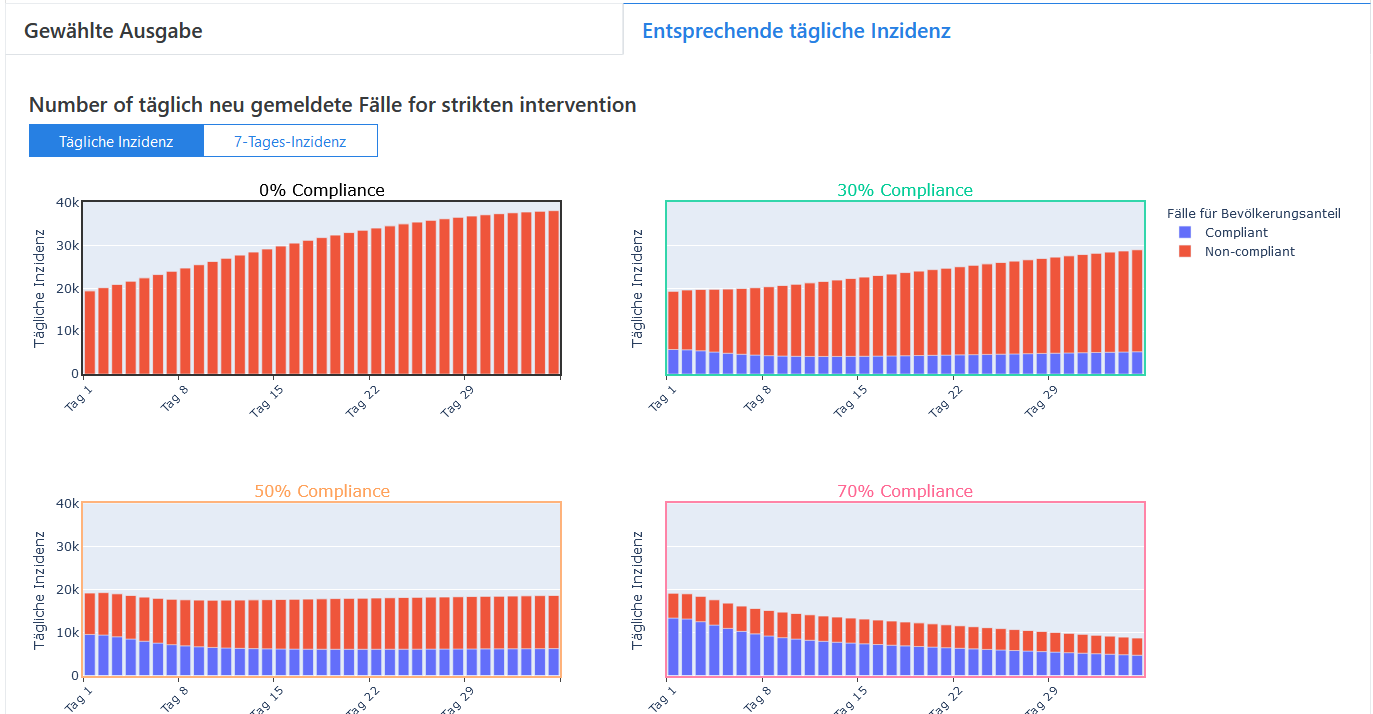 Gewählte Ausgabe
Entsprechende tägliche Inzidenz
Number of täglich neu gemeldete Fälle for strikten intervention
Tägliche Inzidenz
7-Tages-Inzidenz
0% Compliance
40k
30k
20k
10k
0
Tägliche Inzidenz
Tag 1
Tag 8
Tag 15
Tag 22
Tag 29
30% Compliance
Tägliche Inzidenz
Tag 1
Tag 8
Tag 15
Tag 22
Tag 29
Fälle für Bevölkerungsanteil
Compliant
Non-compliant
50% Compliance
40k
30k
20k
10k
0
Tägliche Inzidenz
Tag 1
Tag 8
Tag 15
Tag 22
Tag 29
70% Compliance
Tägliche Inzidenz
Tag 1
Tag 8
Tag 15
Tag 22
Tag 29